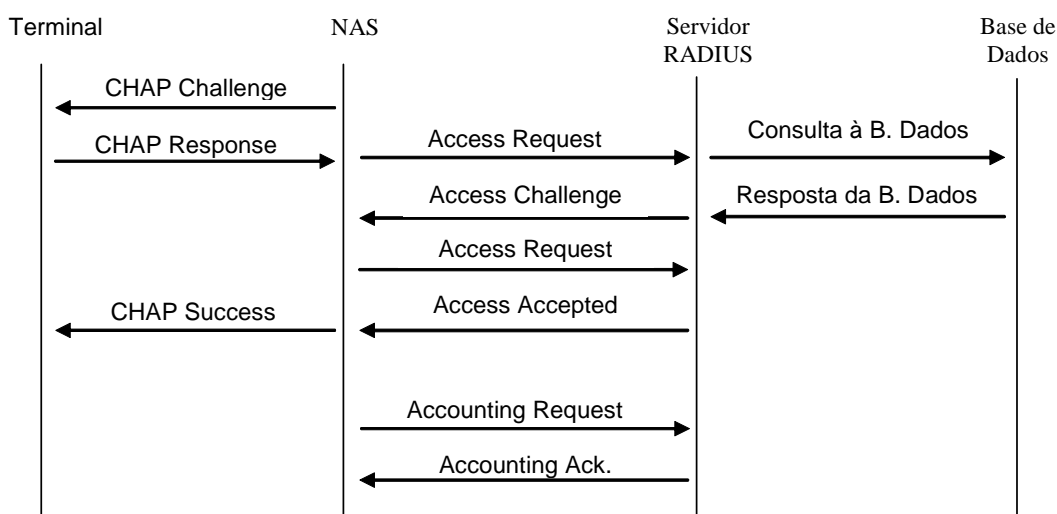 Terminal
NAS
Servidor
RADIUS
Base de
Dados
CHAP Challenge
CHAP Response
Access Request
Consulta à B. Dados
Access Challenge
Resposta da B. Dados
Access Request
CHAP Success
Access Accepted
Accounting Request
Accounting Ack.